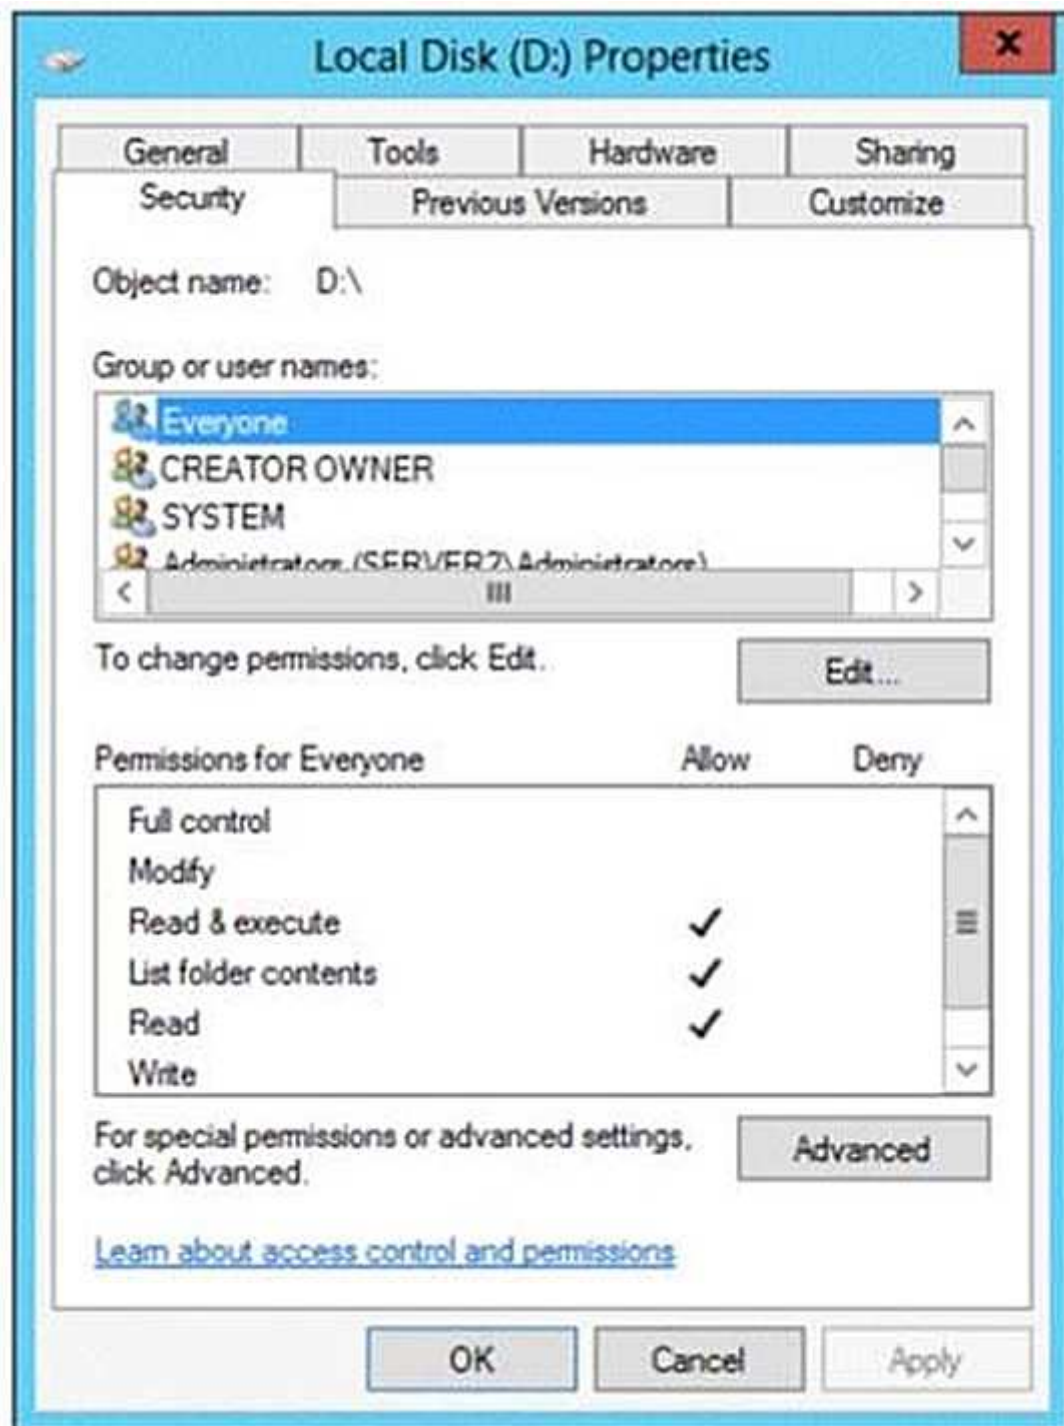 Local Disk (D:) Properties
General Tools Hardware Sharing
Security Previous Versions Customize
Object name: D:\
Group or user names:
Everyone
CREATOR OWNER
SYSTEM
Administrators (SERVER2\Administrators)
To change permissions, click Edit.
Edit...
Permissions for Everyone Allow Deny
Full control
Modify
Read & execute
List folder contents
Read
Write
For special permissions or advanced settings,
click Advanced.
Advanced
Learn about access control and permissions
OK Cancel Apply